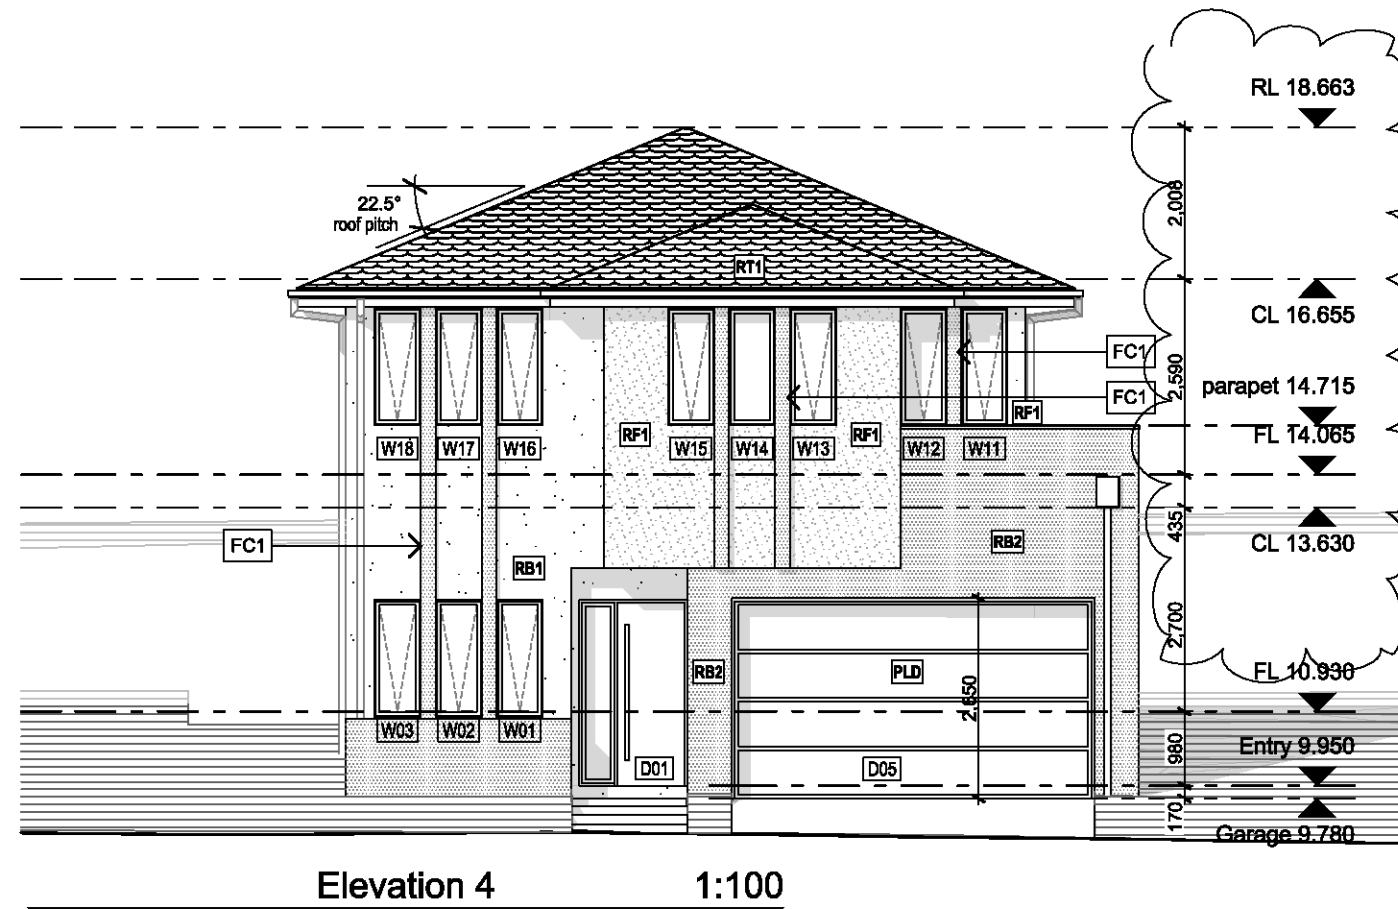 RL 18.663
22.5°
roof pitch
2,008
RT1
CL 16.655
FC1
2,590
parapet 14.715
FC1
RF1
RF1
RF1
FL 14.065
W18
W17
W16
W15
W14
W13
W12
W11
FC1
RB1
RB2
435
CL 13.630
2,700
RB2
PLD
2,650
FL 10.930
W03
W02
W01
980
Entry 9.950
D01
D05
170
Garage 9.780
Elevation 4 1:100